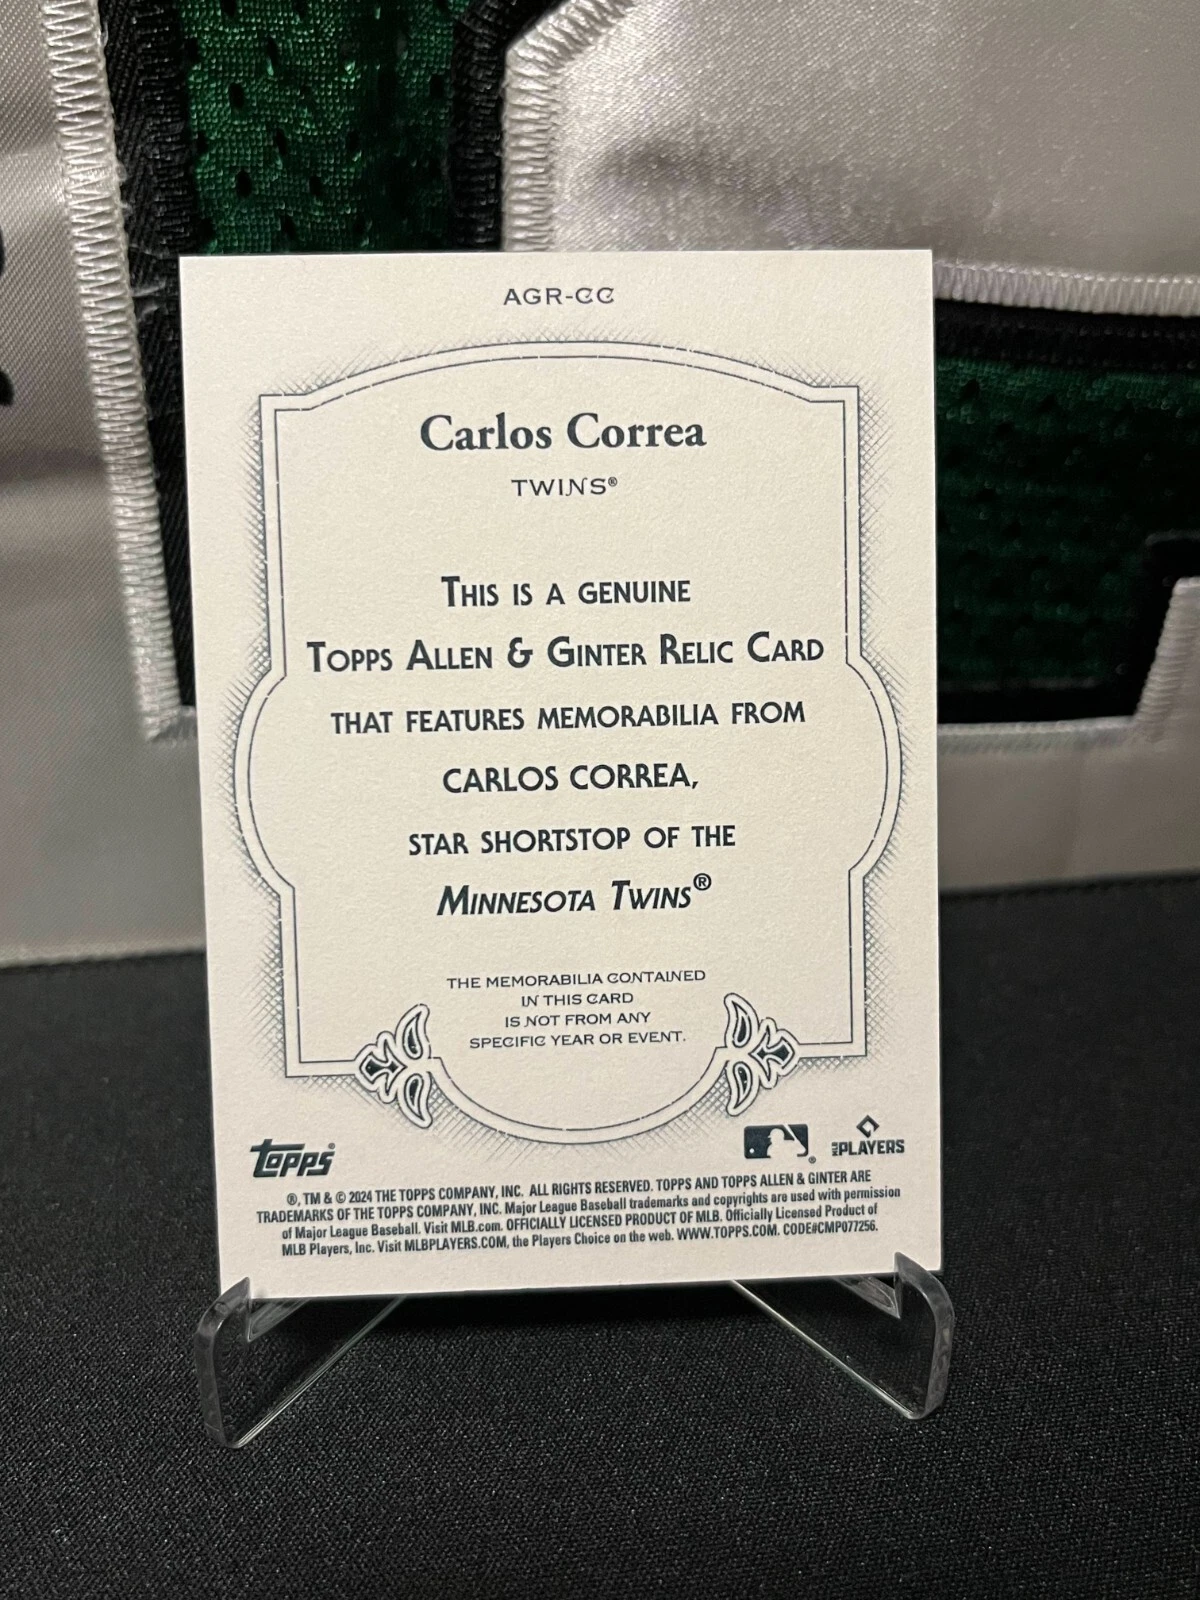 AGR-CC
Carlos Correa
TWINS®
THIS IS A GENUINE
TOPPS ALLEN & GINTER RELIC CARD
THAT FEATURES MEMORABILIA FROM
CARLOS CORREA,
STAR SHORTSTOP OF THE
MINNESOTA TWINS®
THE MEMORABILIA CONTAINED
IN THIS CARD
IS NOT FROM ANY
SPECIFIC YEAR OR EVENT.
topps®
®
MLB PLAYERS
®, TM & © 2024 THE TOPPS COMPANY, INC. ALL RIGHTS RESERVED. TOPPS AND TOPPS ALLEN & GINTER ARE
TRADEMARKS OF THE TOPPS COMPANY, INC. Major League Baseball trademarks and copyrights are used with permission
of Major League Baseball. Visit MLB.com. OFFICIALLY LICENSED PRODUCT OF MLB. Officially Licensed Product of
MLB Players, Inc. Visit MLBPLAYERS.COM, the Players Choice on the web. WWW.TOPPS.COM. CODE#CMP077256.